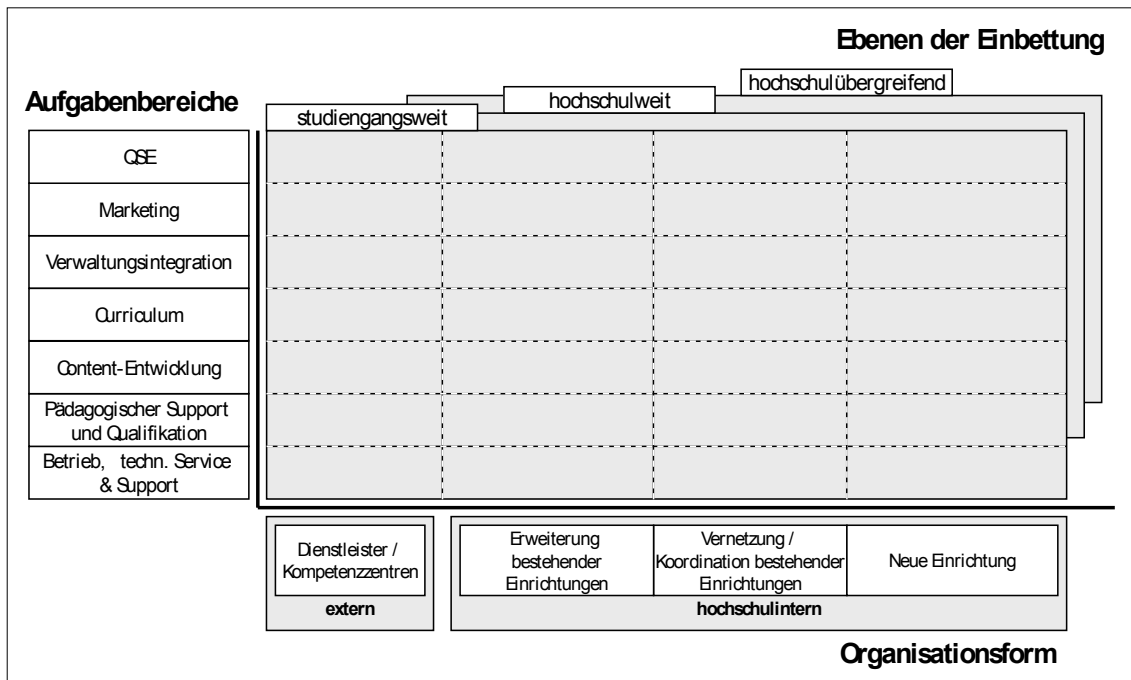 Ebenen der Einbettung
hochschulübergreifend
hochschulweit
studiengangsweit
Aufgabenbereiche
QSE
Marketing
Verwaltungsintegration
Curriculum
Content-Entwicklung
Pädagogischer Support
und Qualifikation
Betrieb, techn. Service
& Support
Dienstleister /
Kompetenzzentren
extern
Erweiterung
bestehender
Einrichtungen
Vernetzung /
Koordination bestehender
Einrichtungen
Neue Einrichtung
hochschulintern
Organisationsform